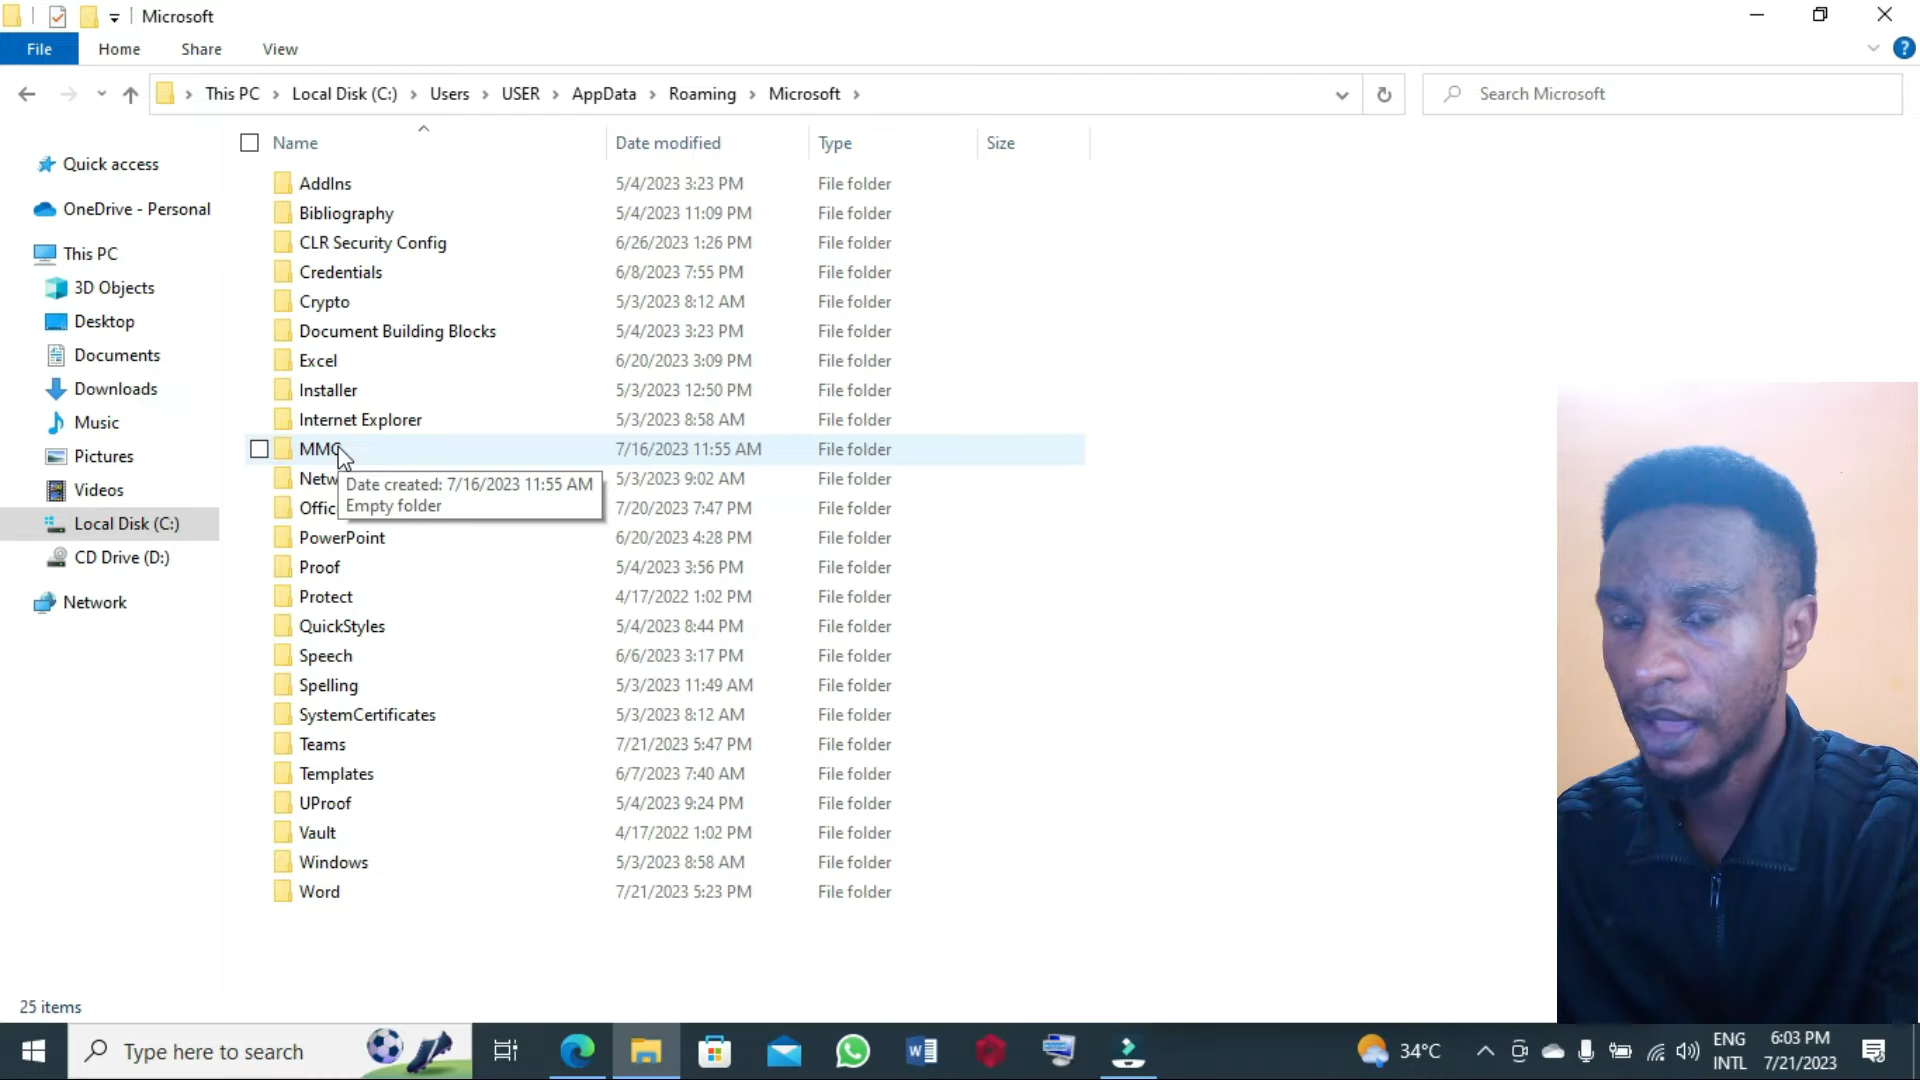 Microsoft
File Home Share View
This PC Local Disk (C:) Users USER AppData Roaming Microsoft
Search Microsoft
Name Date modified Type Size
Quick access
OneDrive - Personal
This PC
3D Objects
Desktop
Documents
Downloads
Music
Pictures
Videos
Local Disk (C:)
CD Drive (D:)
Network
AddIns 5/4/2023 3:23 PM File folder
Bibliography 5/4/2023 11:09 PM File folder
CLR Security Config 6/26/2023 1:26 PM File folder
Credentials 6/8/2023 7:55 PM File folder
Crypto 5/3/2023 8:12 AM File folder
Document Building Blocks 5/4/2023 3:23 PM File folder
Excel 6/20/2023 3:09 PM File folder
Installer 5/3/2023 12:50 PM File folder
Internet Explorer 5/3/2023 8:58 AM File folder
MMC 7/16/2023 11:55 AM File folder
Netw 5/3/2023 9:02 AM File folder
Date created: 7/16/2023 11:55 AM
Empty folder
Offic 7/20/2023 7:47 PM File folder
PowerPoint 6/20/2023 4:28 PM File folder
Proof 5/4/2023 3:56 PM File folder
Protect 4/17/2022 1:02 PM File folder
QuickStyles 5/4/2023 8:44 PM File folder
Speech 6/6/2023 3:17 PM File folder
Spelling 5/3/2023 11:49 AM File folder
SystemCertificates 5/3/2023 8:12 AM File folder
Teams 7/21/2023 5:47 PM File folder
Templates 6/7/2023 7:40 AM File folder
UProof 5/4/2023 9:24 PM File folder
Vault 4/17/2022 1:02 PM File folder
Windows 5/3/2023 8:58 AM File folder
Word 7/21/2023 5:23 PM File folder
25 items
Type here to search
34°C
ENG
INTL
6:03 PM
7/21/2023